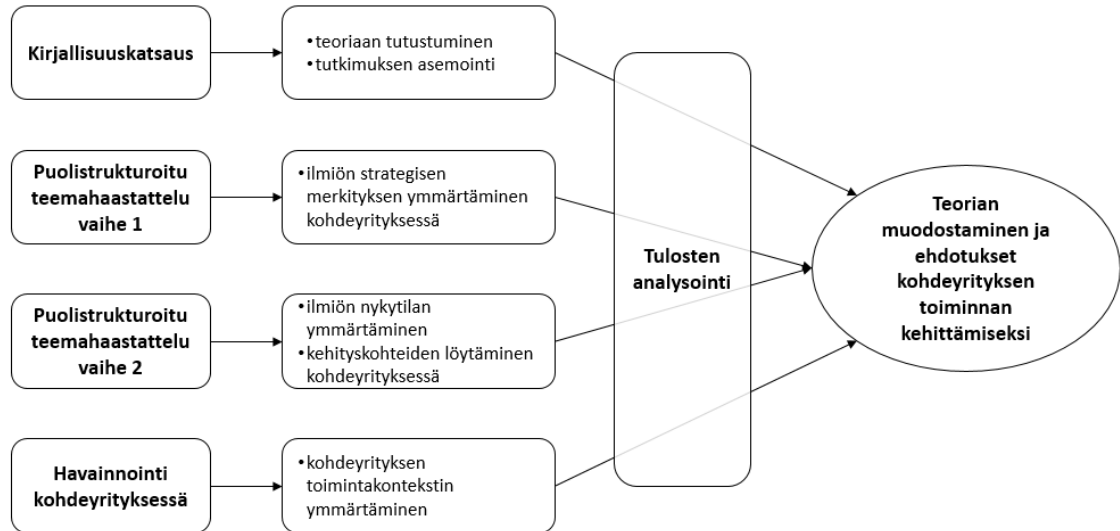 Kirjallisuuskatsaus
•teoriaan tutustuminen
•tutkimuksen asemointi
Puolistrukturoitu
teemahaastattelu
vaihe 1
•ilmiön strategisen
merkityksen ymmärtäminen
kohdeyrityksessä
Puolistrukturoitu
teemahaastattelu
vaihe 2
•ilmiön nykytilan
ymmärtäminen
•kehityskohteiden löytäminen
kohdeyrityksessä
Havainnointi
kohdeyrityksessä
•kohdeyrityksen
toimintakontekstin
ymmärtäminen
Tulosten
analysointi
Teorian
muodostaminen ja
ehdotukset
kohdeyrityksen
toiminnan
kehittämiseksi